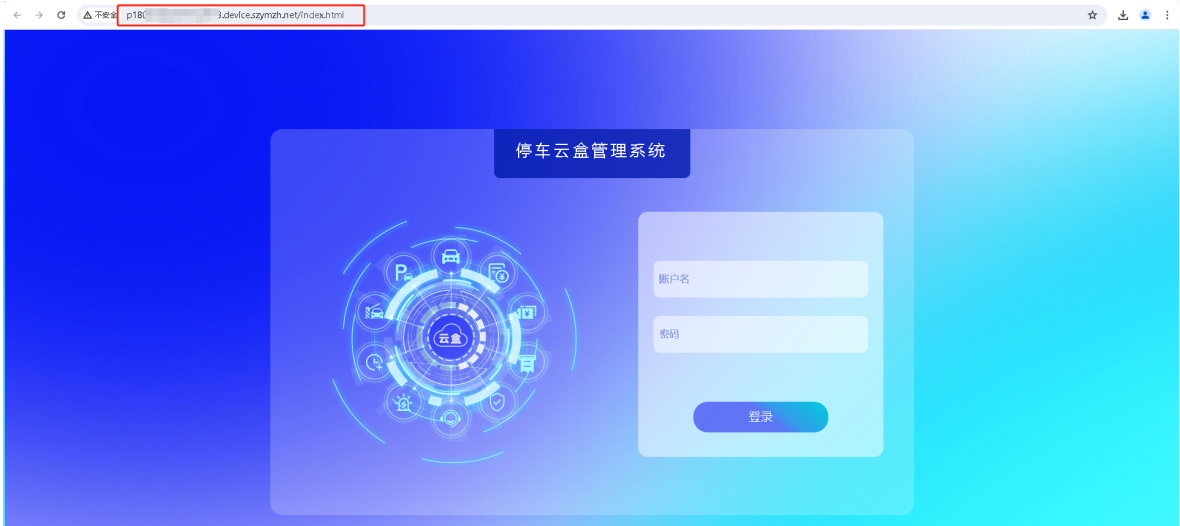 不安全 p180 3.device.szymzh.net/index.html
停车云盒管理系统
P
云盒
账户名
密码
登录